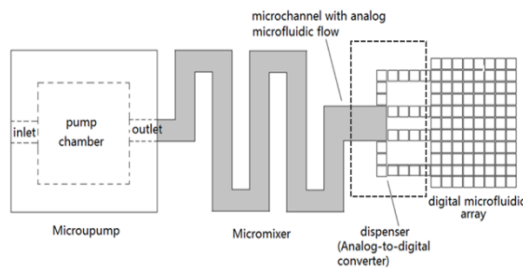 microchannel with analog
microfluidic flow
inlet
pump
chamber
outlet
digital microfluidic
array
Microupump
Micromixer
dispenser
(Analog-to-digital
converter)